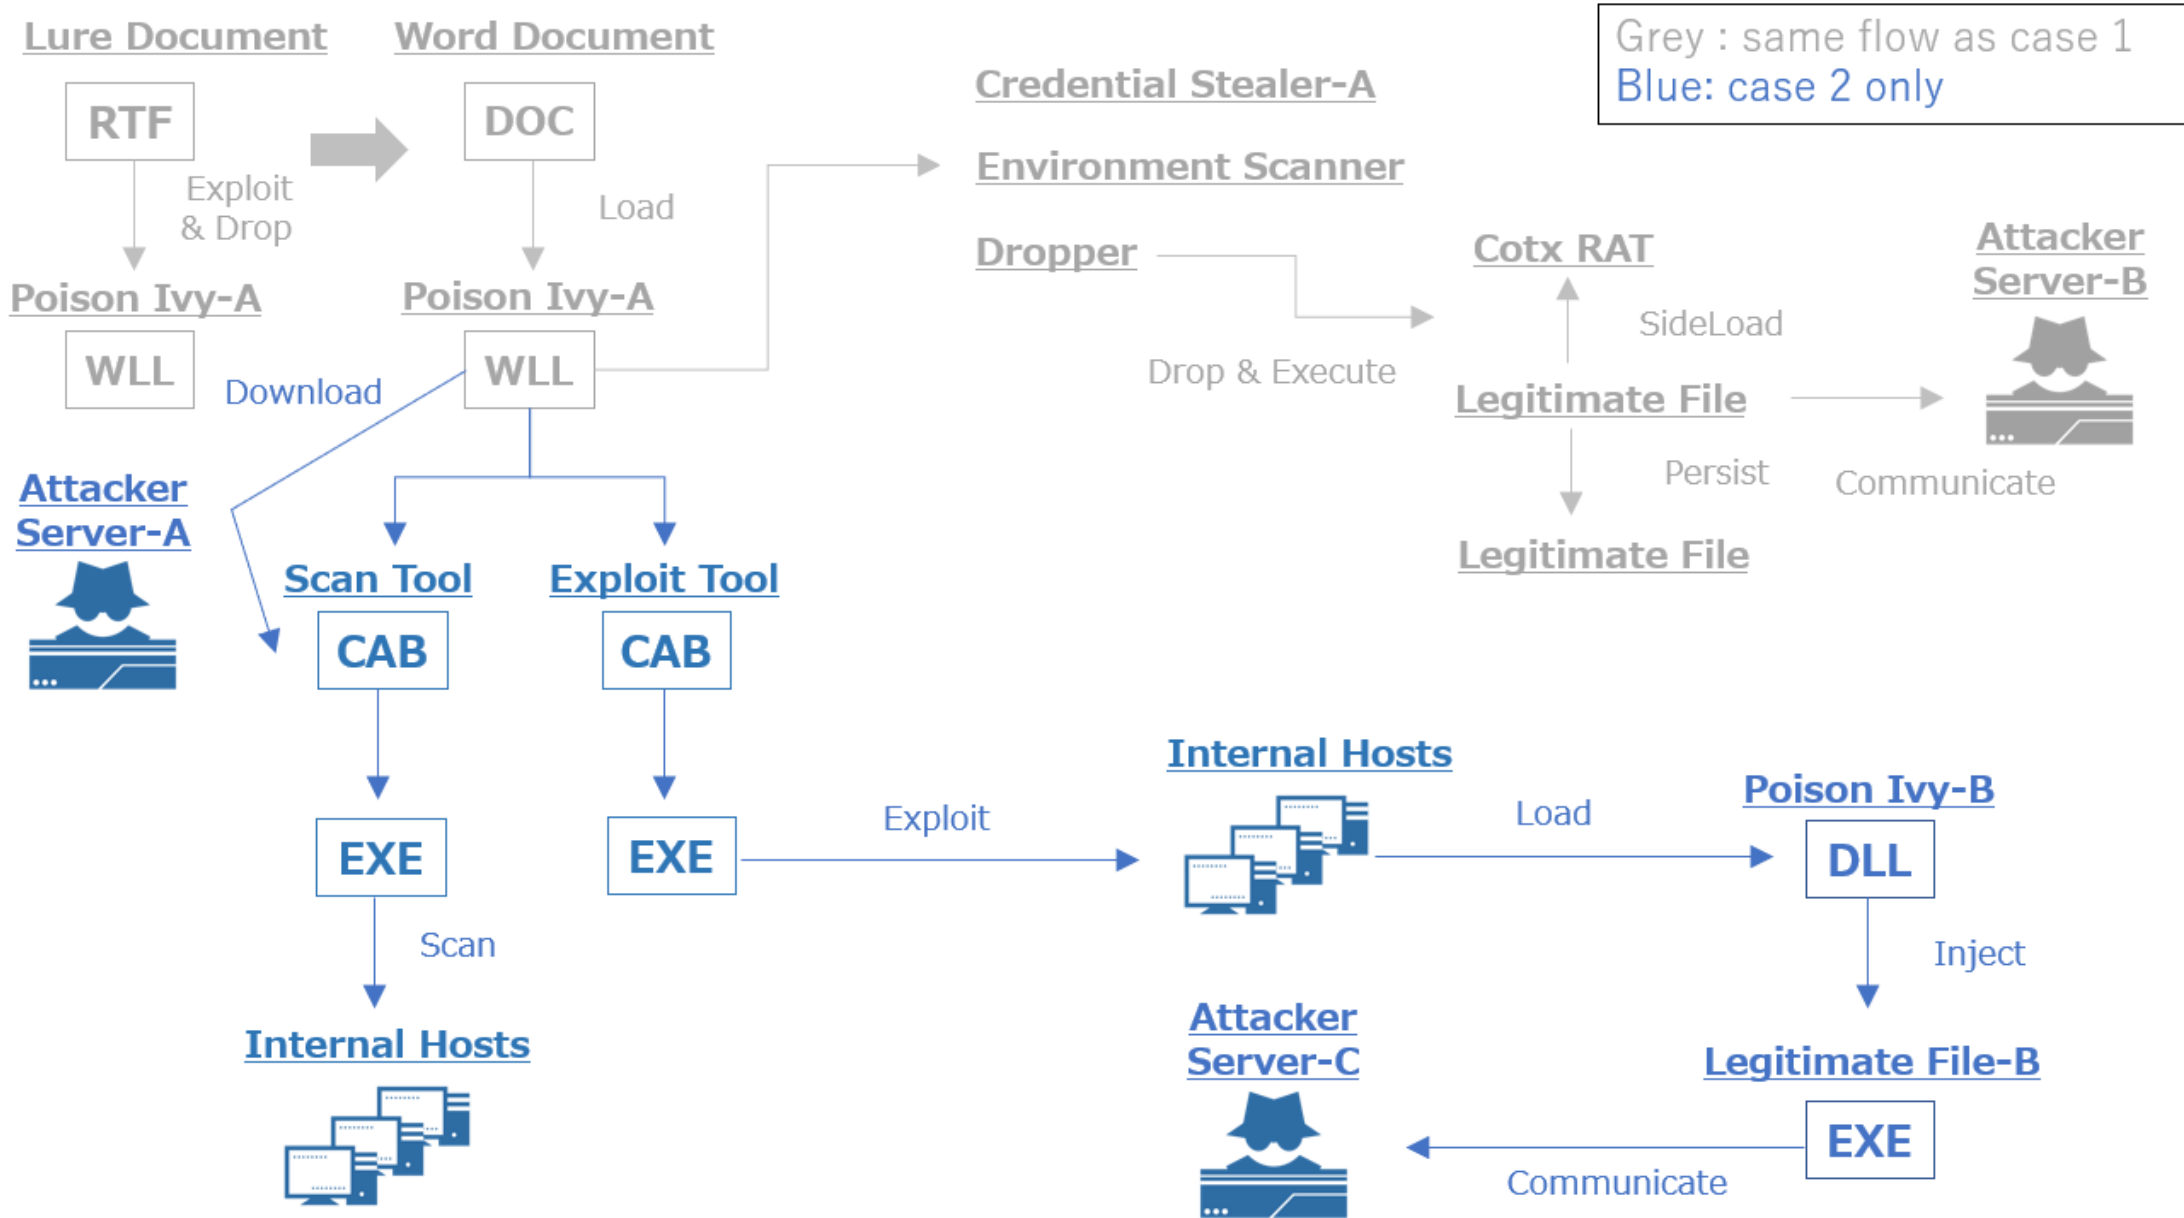 Lure Document
Word Document
Grey : same flow as case 1
Blue: case 2 only
RTF
DOC
Credential Stealer-A
Environment Scanner
Dropper
Exploit
& Drop
Load
Poison Ivy-A
Poison Ivy-A
WLL
WLL
Cotx RAT
SideLoad
Drop & Execute
Legitimate File
Persist
Legitimate File
Attacker
Server-B
Communicate
Download
Attacker
Server-A
Scan Tool
Exploit Tool
CAB
CAB
EXE
EXE
Scan
Internal Hosts
Exploit
Internal Hosts
Load
Poison Ivy-B
DLL
Inject
Legitimate File-B
EXE
Communicate
Attacker
Server-C